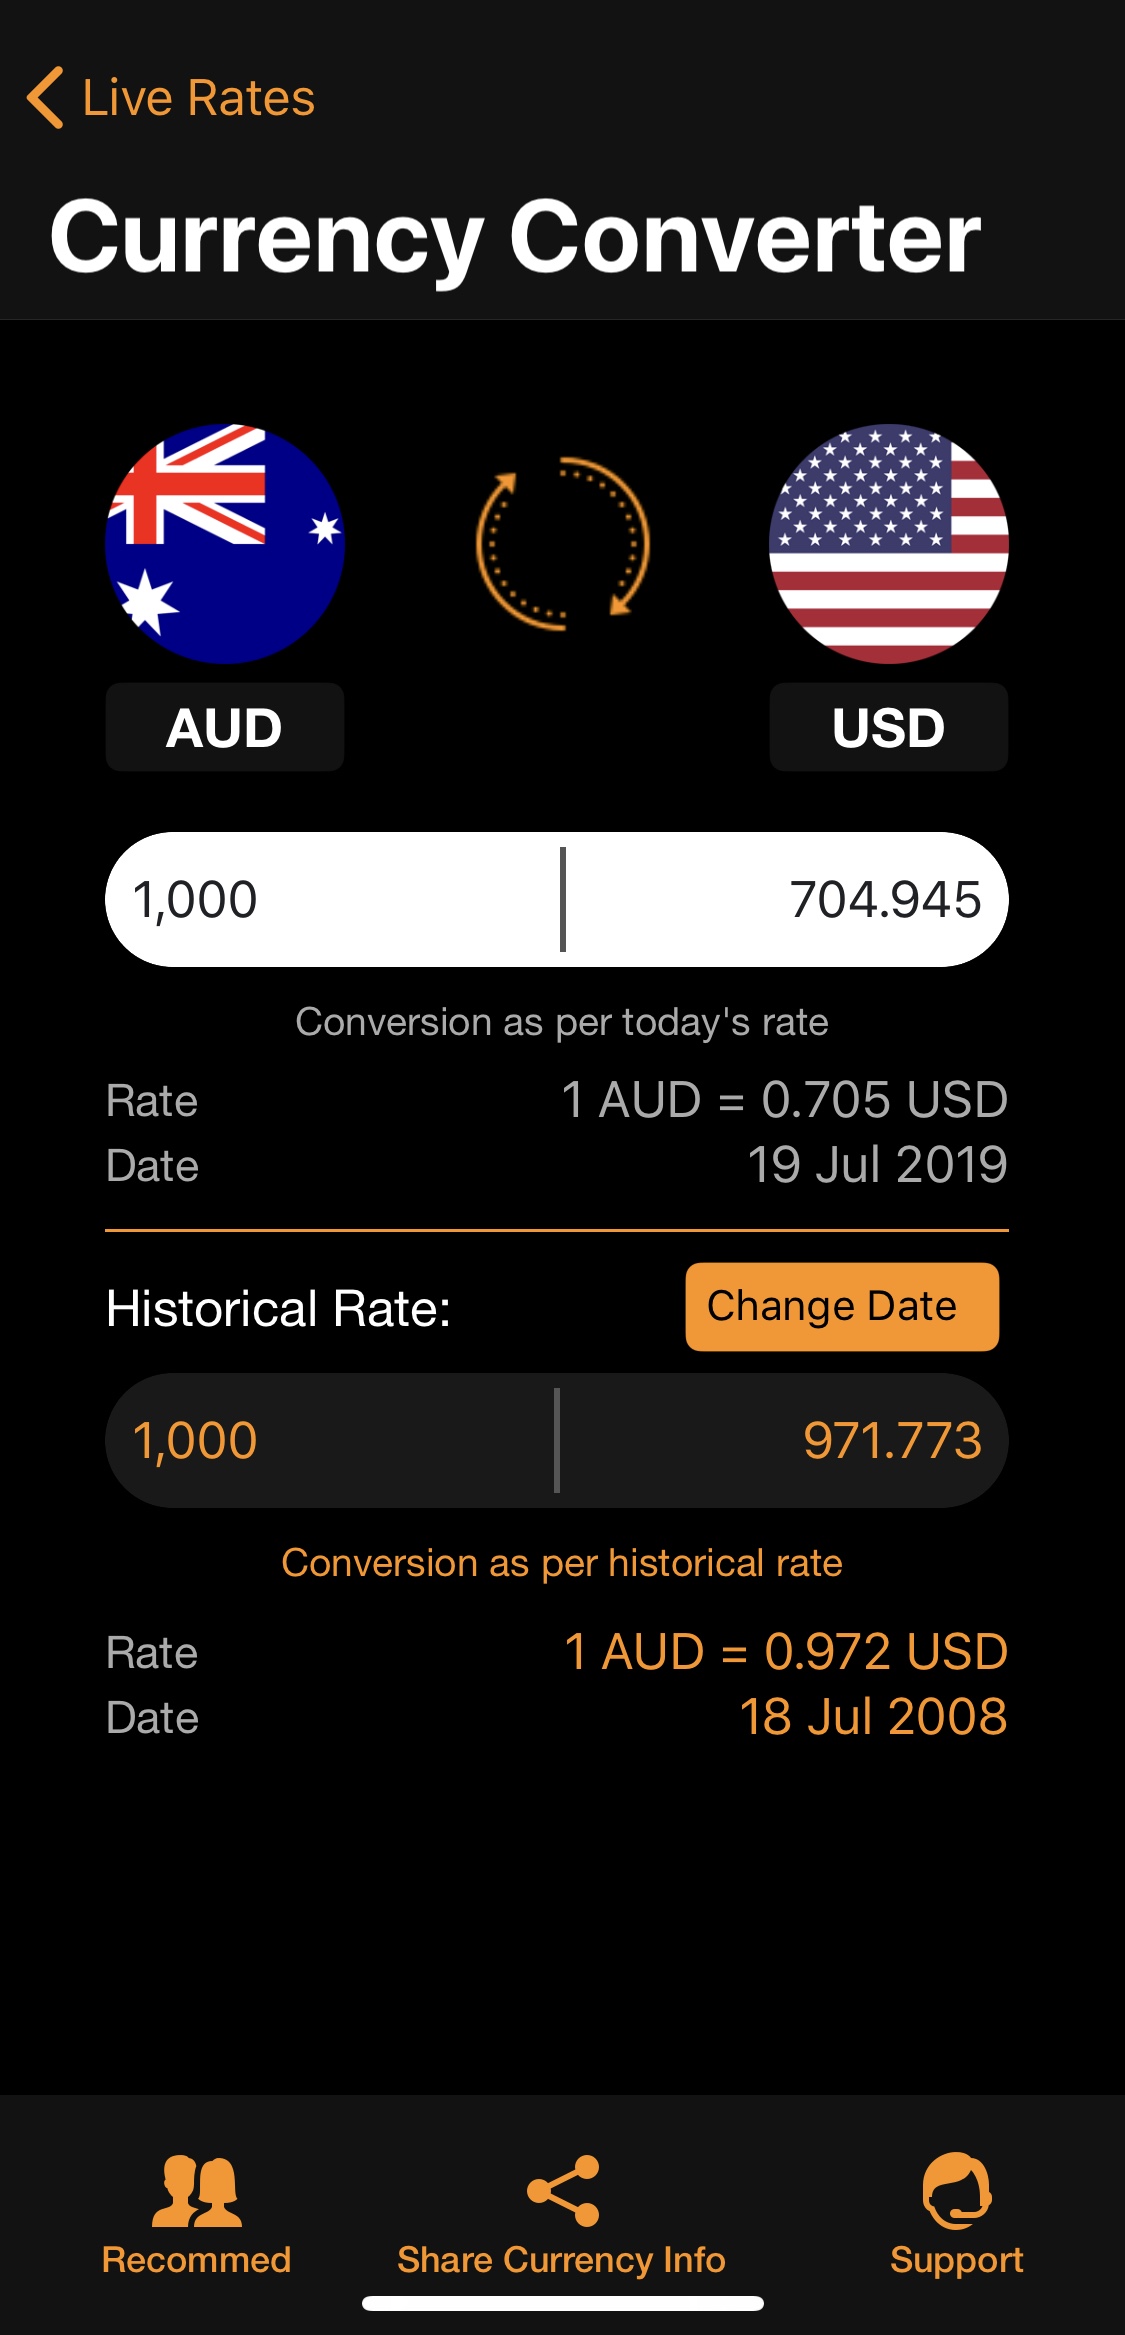 Live Rates
Currency Converter
AUD
USD
1,000
704.945
Conversion as per today's rate
Rate 1 AUD = 0.705 USD
Date 19 Jul 2019
Historical Rate: Change Date
1,000
971.773
Conversion as per historical rate
Rate 1 AUD = 0.972 USD
Date 18 Jul 2008
Recommed
Share Currency Info
Support